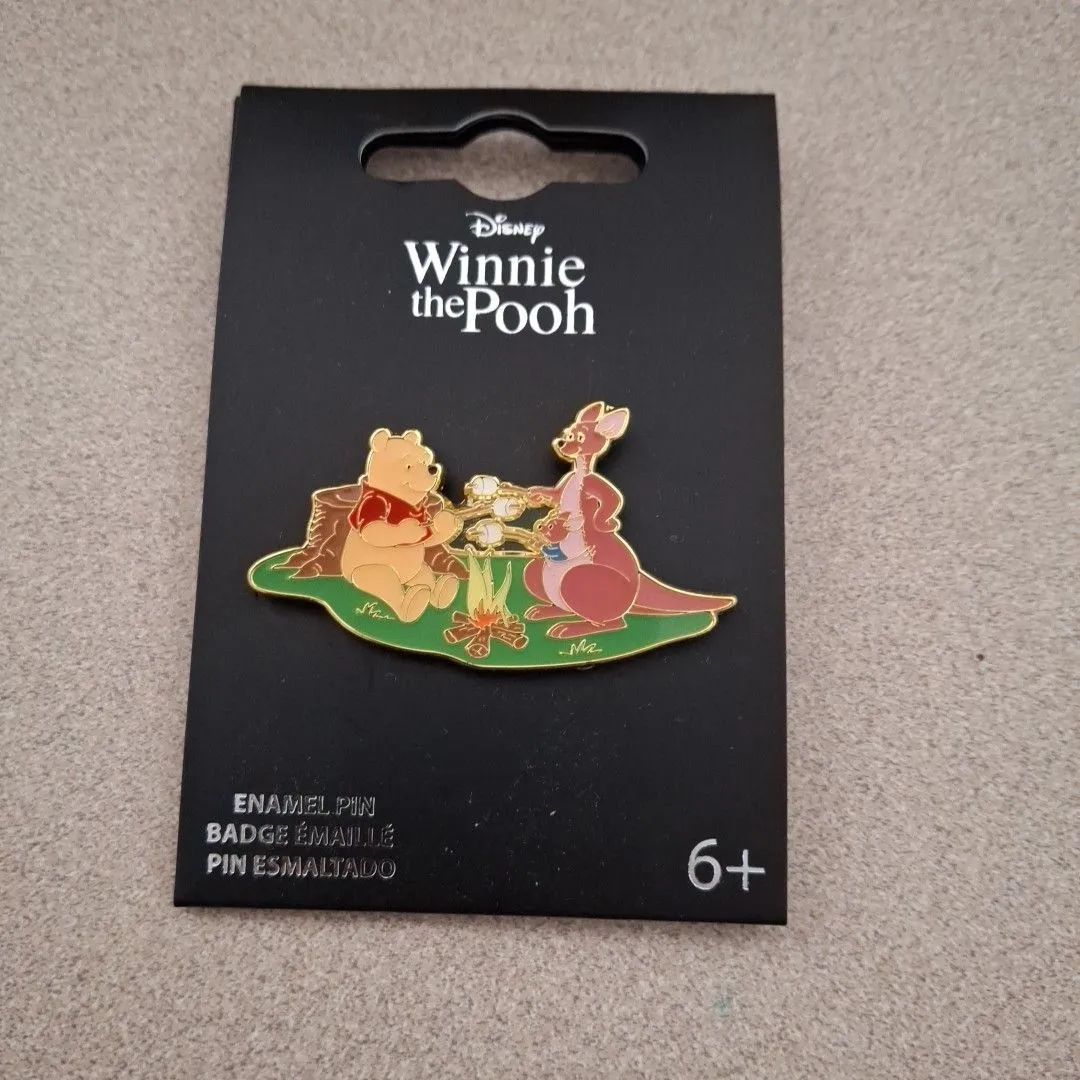 Disney
Winnie
the Pooh
ENAMEL PIN
BADGE ÉMAILLÉ
PIN ESMALTADO
6+